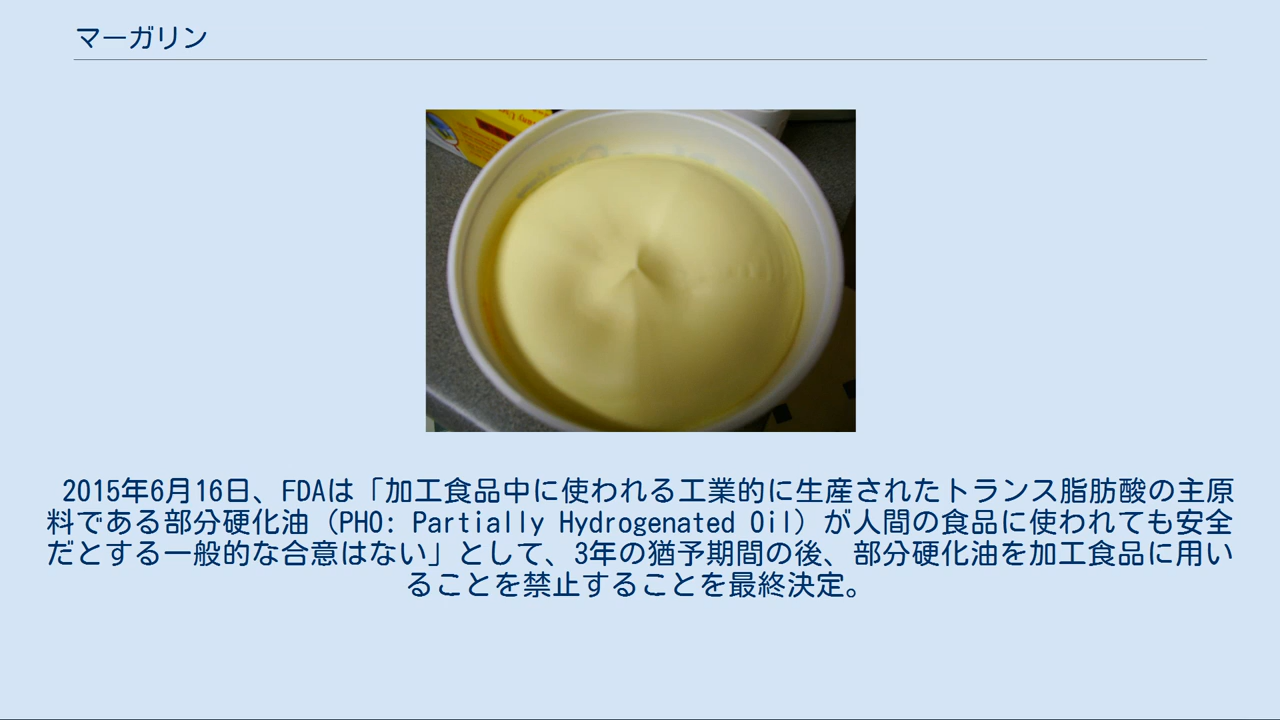 マーガリン
2015年6月16日、FDAは「加工食品中に使われる工業的に生産されたトランス脂肪酸の主原
料である部分硬化油（PHO: Partially Hydrogenated Oil）が人間の食品に使われても安全
だとする一般的な合意はない」として、3年の猶予期間の後、部分硬化油を加工食品に用い
ることを禁止することを最終決定。